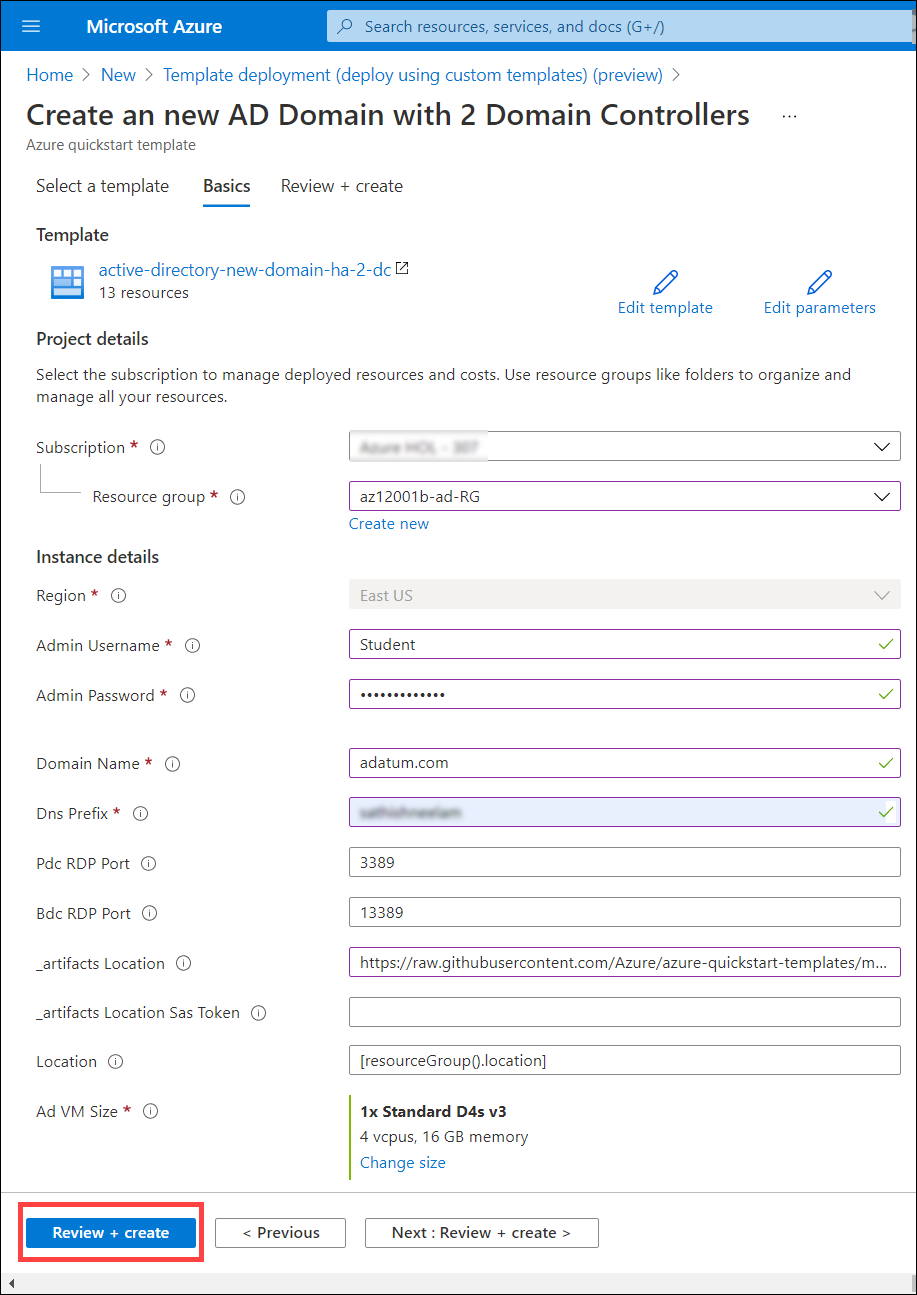 Microsoft Azure
Search resources, services, and docs (G+/)
Home > New > Template deployment (deploy using custom templates) (preview) >
Create an new AD Domain with 2 Domain Controllers ...
Azure quickstart template
Select a template Basics Review + create
Template
active-directory-new-domain-ha-2-dc
13 resources
Edit template Edit parameters
Project details
Select the subscription to manage deployed resources and costs. Use resource groups like folders to organize and
manage all your resources.
Subscription *
Resource group * az12001b-ad-RG
Create new
Instance details
Region * East US
Admin Username * Student
Admin Password * •••••••••••••
Domain Name * adatum.com
Dns Prefix *
Pdc RDP Port 3389
Bdc RDP Port 13389
_artifacts Location https://raw.githubusercontent.com/Azure/azure-quickstart-templates/m...
_artifacts Location Sas Token
Location [resourceGroup().location]
Ad VM Size * 1x Standard D4s v3
4 vcpus, 16 GB memory
Change size
Review + create < Previous Next : Review + create >